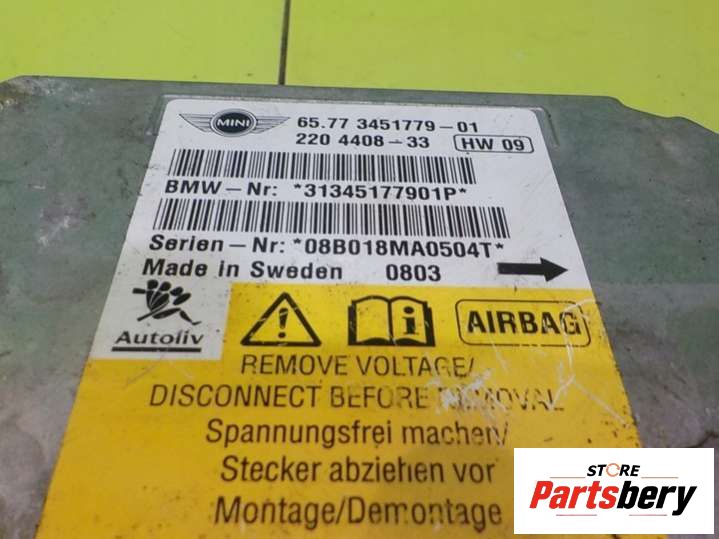 MINI
65.77 3451779-01
220 4408-33 HW 09
BMW-Nr: *31345177901P*
Serien-Nr: *08B018MA0504T*
Made in Sweden 0803
Autoliv
AIRBAG
REMOVE VOLTAGE/
DISCONNECT BEFORE REMOVAL
Spannungsfrei machen/
Stecker abziehen vor
Montage/Demontage
STORE
Partsbery